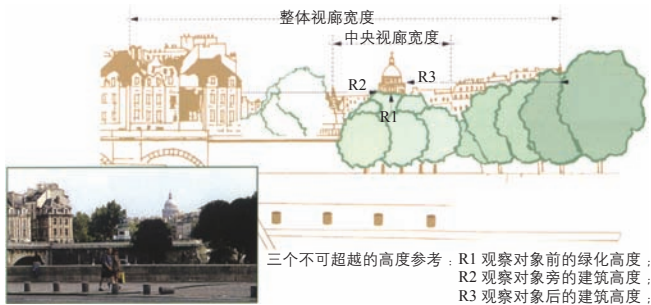 整体视廊宽度
中央视廊宽度
R2
R3
R1
三个不可超越的高度参考：R1 观察对象前的绿化高度；
R2 观察对象旁的建筑高度；
R3 观察对象后的建筑高度；